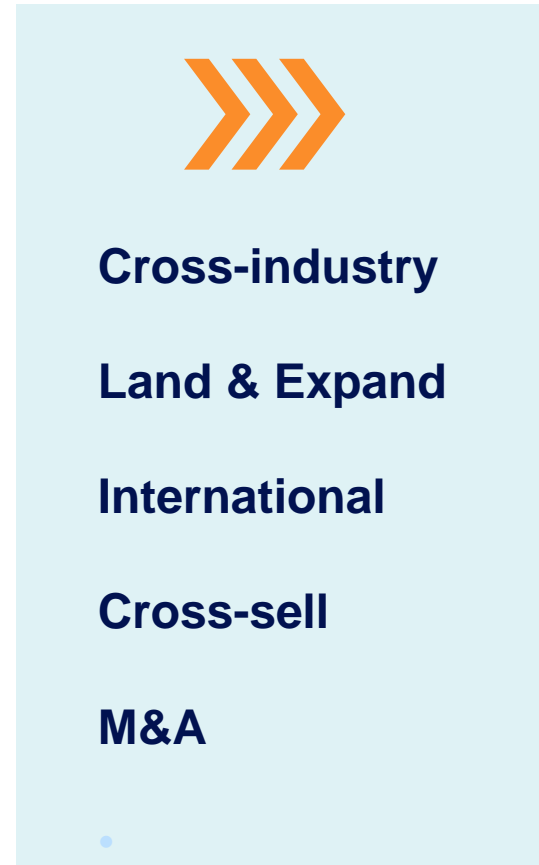 Cross-industry
Land & Expand
International
Cross-sell
M&A